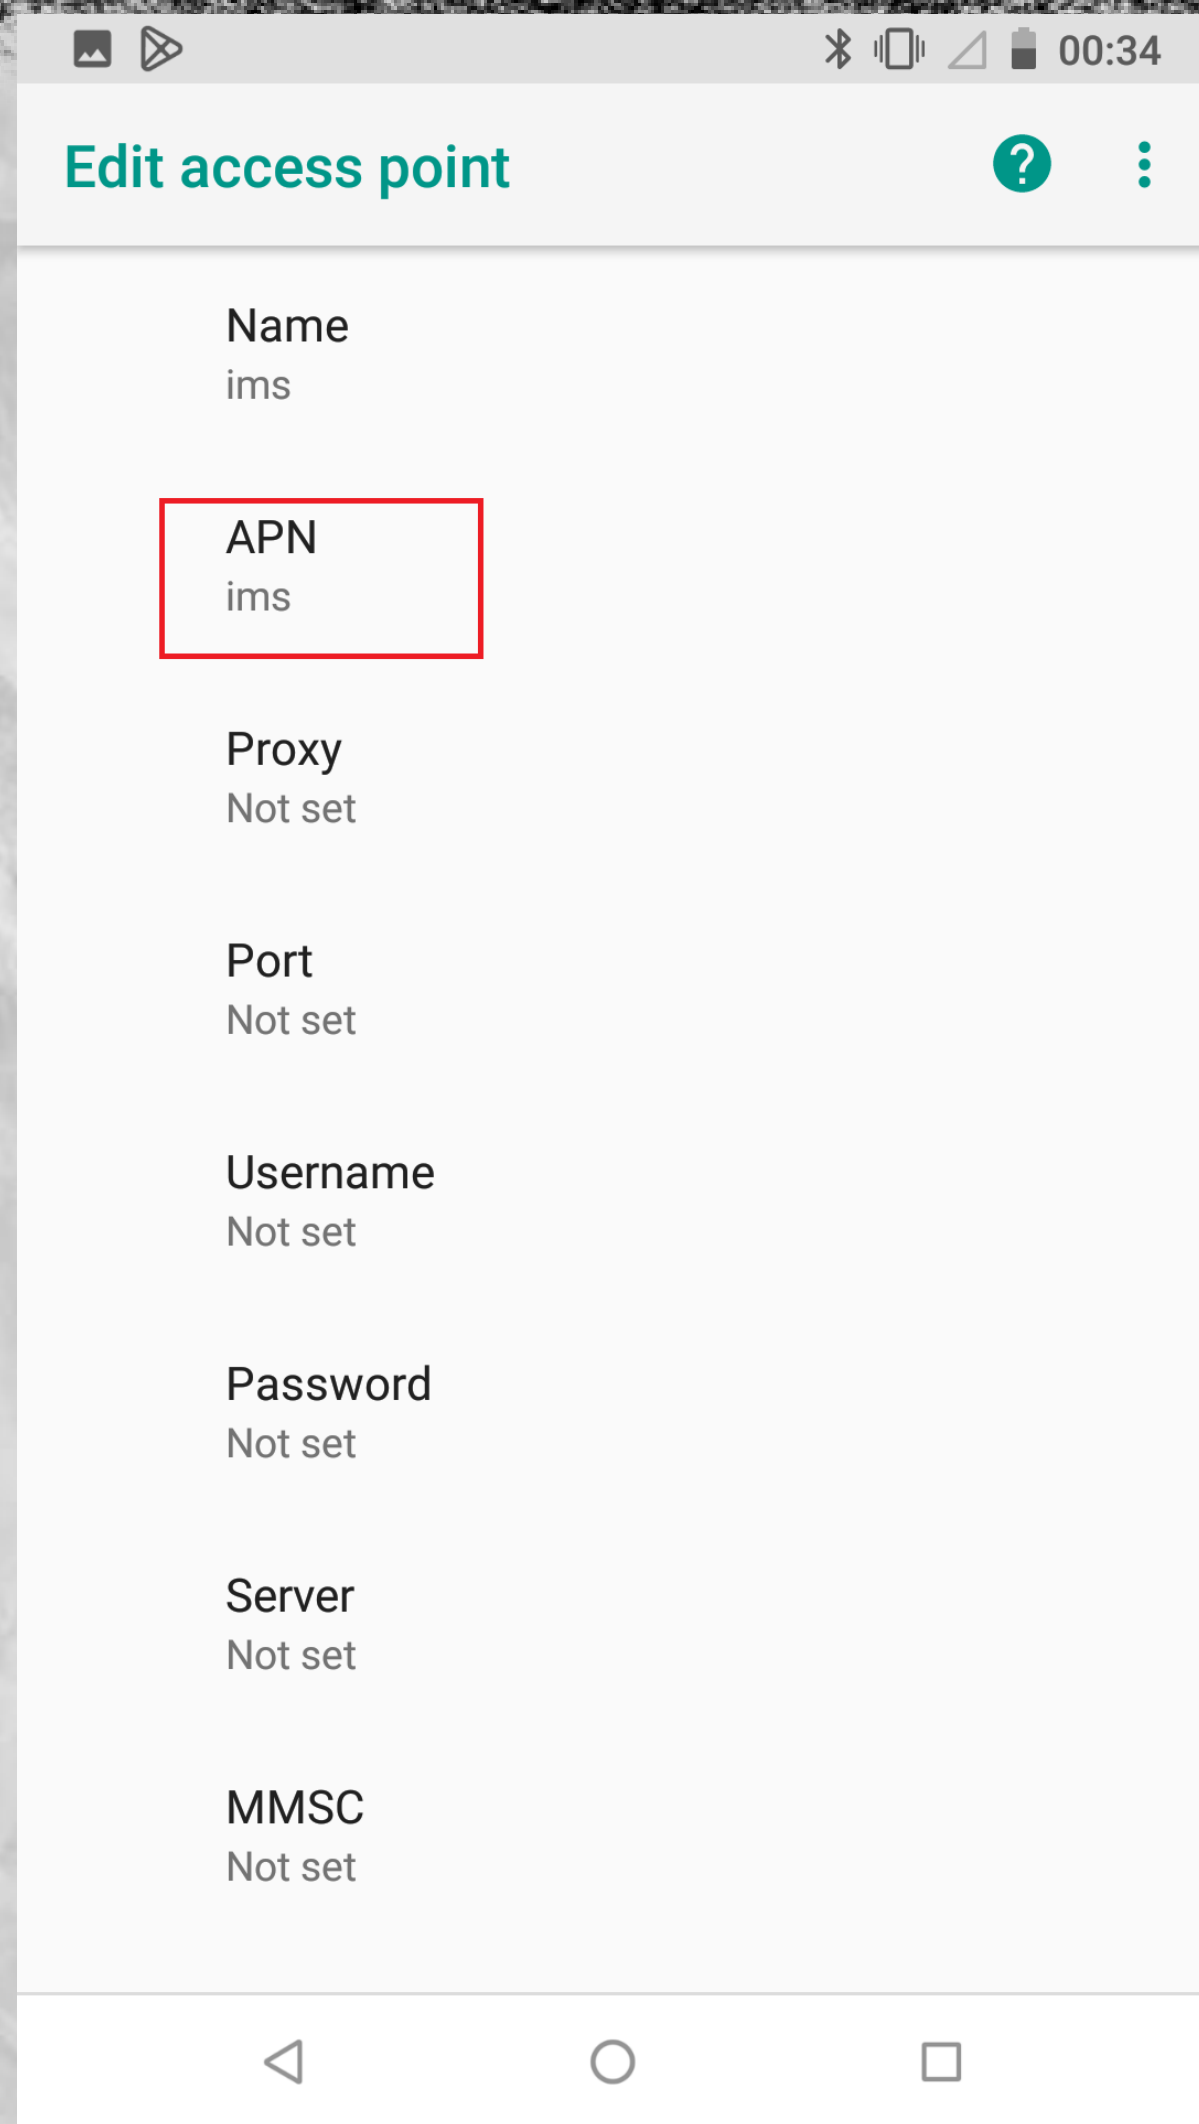 00:34
Edit access point
Name
ims
APN
ims
Proxy
Not set
Port
Not set
Username
Not set
Password
Not set
Server
Not set
MMSC
Not set